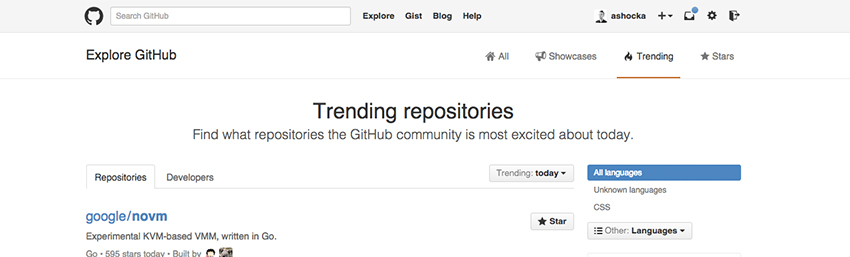 Search GitHub Explore Gist Blog Help ashocka
Explore GitHub All Showcases Trending Stars
Trending repositories
Find what repositories the GitHub community is most excited about today.
Repositories Developers Trending: today
All languages
Unknown languages
CSS
Other: Languages
google/novm Star
Experimental KVM-based VMM, written in Go.
Go • 595 stars today • Built by